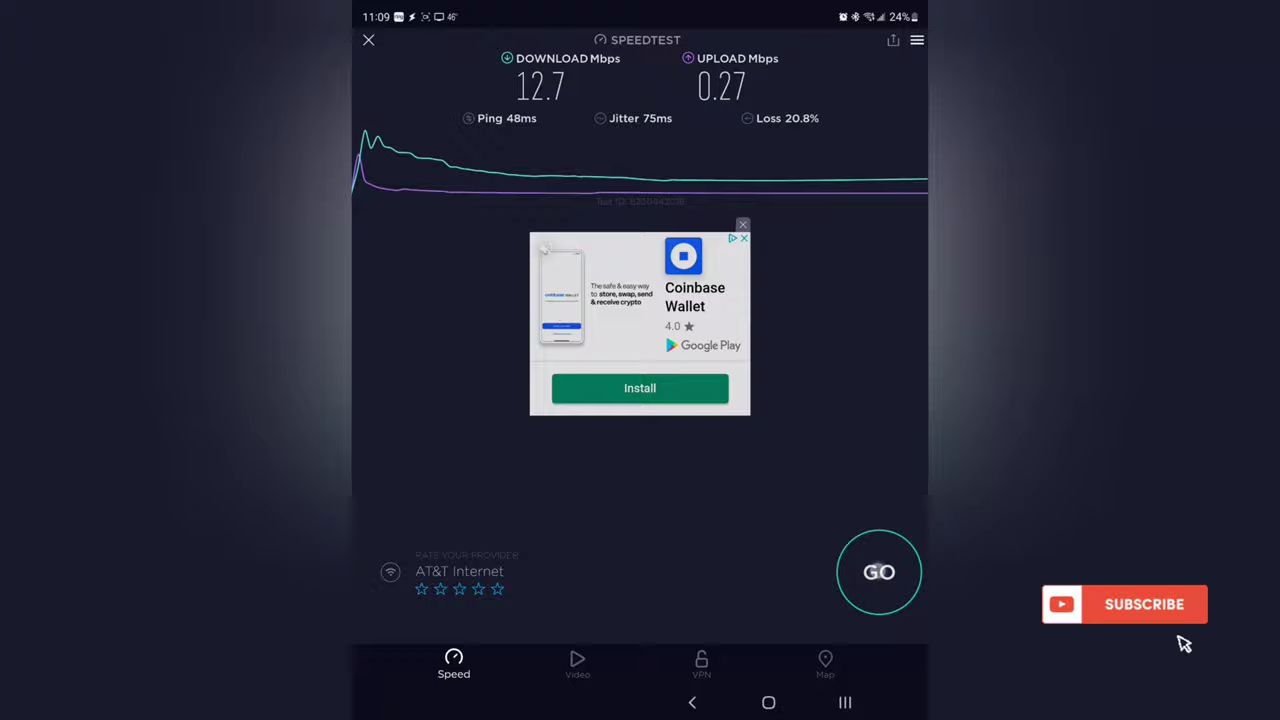 11:09 46°
24%
SPEEDTEST
DOWNLOAD Mbps UPLOAD Mbps
12.7 0.27
Ping 48ms Jitter 75ms Loss 20.8%
The safe & easy way
to store, swap, send
& receive crypto
Coinbase
Wallet
4.0 ★
Google Play
Install
RATE YOUR PROVIDER
AT&T Internet
GO
SUBSCRIBE
Speed Video VPN Map